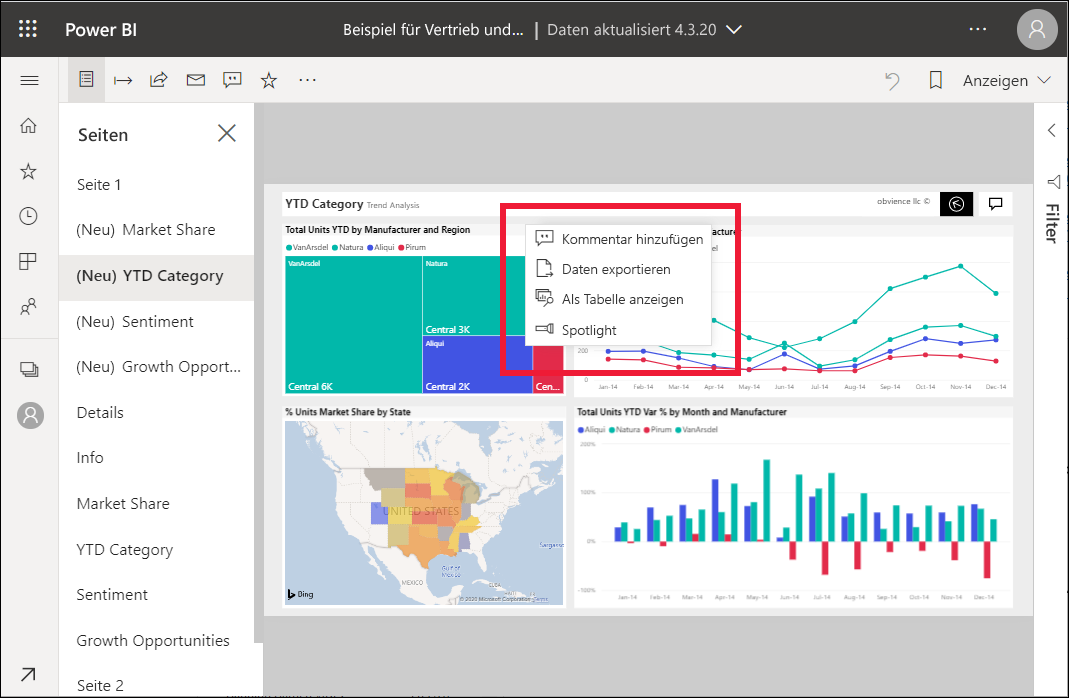 Power BI
Beispiel für Vertrieb und... | Daten aktualisiert 4.3.20
Anzeigen
Seiten
Seite 1
(Neu) Market Share
(Neu) YTD Category
(Neu) Sentiment
(Neu) Growth Opport...
Details
Info
Market Share
YTD Category
Sentiment
Growth Opportunities
Seite 2
Filter
YTD Category Trend Analysis
obvience llc ©
Total Units YTD by Manufacturer and Region
VanArsdel Natura Aliqui Pirum
VanArsdel
Central 6K
Natura
Central 3K
Aliqui
Central 2K
Cen...
Kommentar hinzufügen
Daten exportieren
Als Tabelle anzeigen
Spotlight
200
0
Jan-14 Feb-14 Mar-14 Apr-14 May-14 Jun-14 Jul-14 Aug-14 Sep-14 Oct-14 Nov-14 Dec-14
% Units Market Share by State
UNITED STATES
MEXICO
Gulf of
Mexico
CUBA
Bing
© 2020 Microsoft Corporation Terms
Total Units YTD Var % by Month and Manufacturer
Aliqui Natura Pirum VanArsdel
200%
100%
0%
-100%
Jan-14 Feb-14 Mar-14 Apr-14 May-14 Jun-14 Jul-14 Aug-14 Sep-14 Oct-14 Nov-14 Dec-14